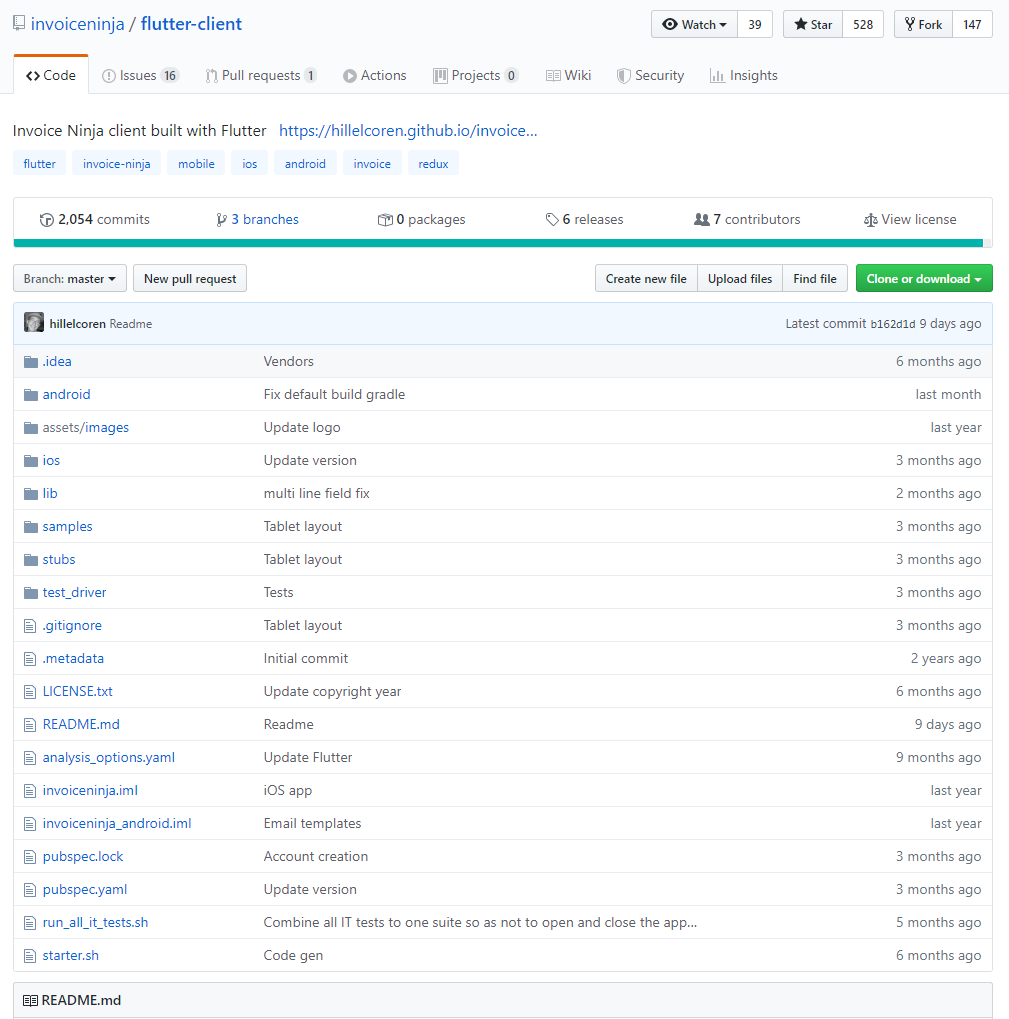 invoiceninja / flutter-client Watch 39 Star 528 Fork 147
Code Issues 16 Pull requests 1 Actions Projects 0 Wiki Security Insights
Invoice Ninja client built with Flutter https://hillelcoren.github.io/invoice...
flutter invoice-ninja mobile ios android invoice redux
2,054 commits 3 branches 0 packages 6 releases 7 contributors View license
Branch: master New pull request Create new file Upload files Find file Clone or download
hillelcoren Readme Latest commit b162d1d 9 days ago
.idea Vendors 6 months ago
android Fix default build gradle last month
assets/images Update logo last year
ios Update version 3 months ago
lib multi line field fix 2 months ago
samples Tablet layout 3 months ago
stubs Tablet layout 3 months ago
test_driver Tests 3 months ago
.gitignore Tablet layout 3 months ago
.metadata Initial commit 2 years ago
LICENSE.txt Update copyright year 6 months ago
README.md Readme 9 days ago
analysis_options.yaml Update Flutter 9 months ago
invoiceninja.iml iOS app last year
invoiceninja_android.iml Email templates last year
pubspec.lock Account creation 3 months ago
pubspec.yaml Update version 3 months ago
run_all_it_tests.sh Combine all IT tests to one suite so as not to open and close the app... 5 months ago
starter.sh Code gen 6 months ago
README.md